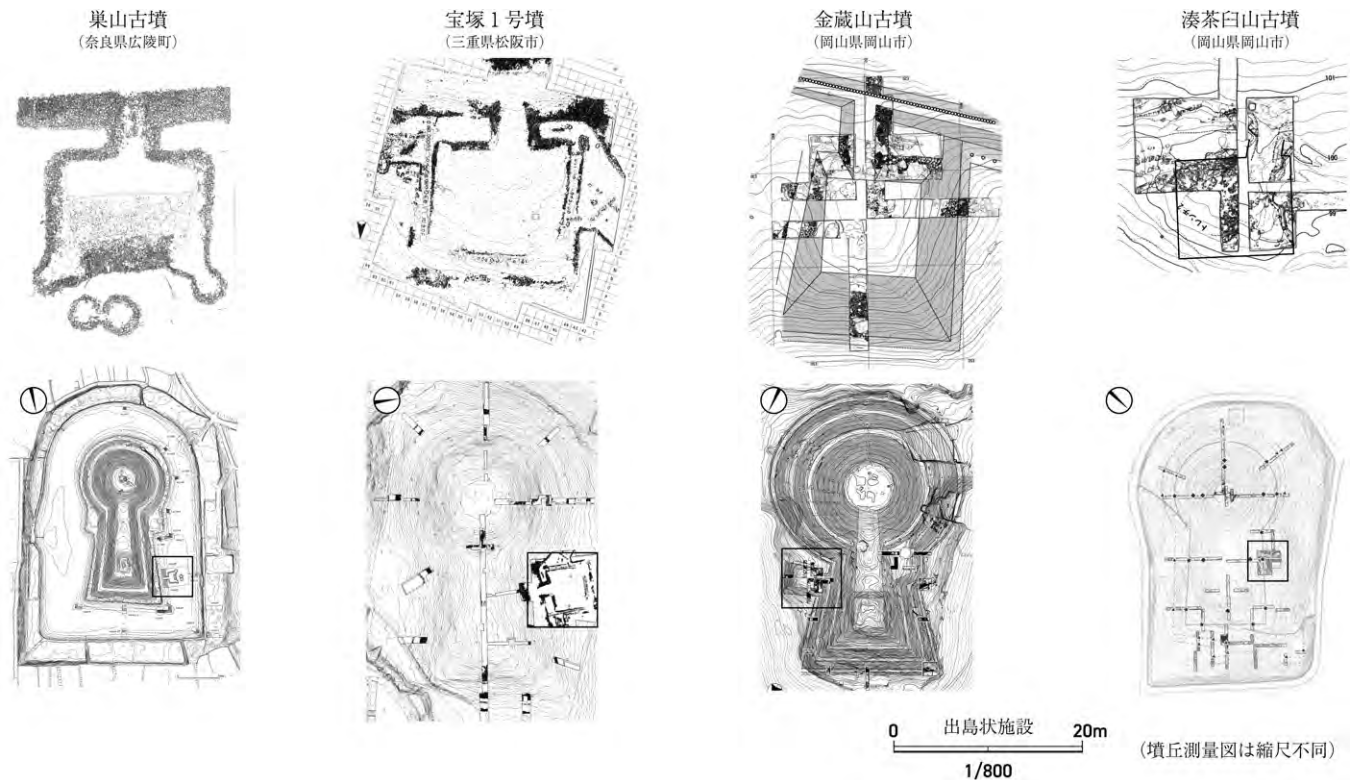 巣山古墳
(奈良県広陵町)
宝塚1号墳
(三重県松阪市)
金蔵山古墳
(岡山県岡山市)
湊茶臼山古墳
(岡山県岡山市)
101
100
99
0 出島状施設 20m
1/800
(墳丘測量図は縮尺不同)